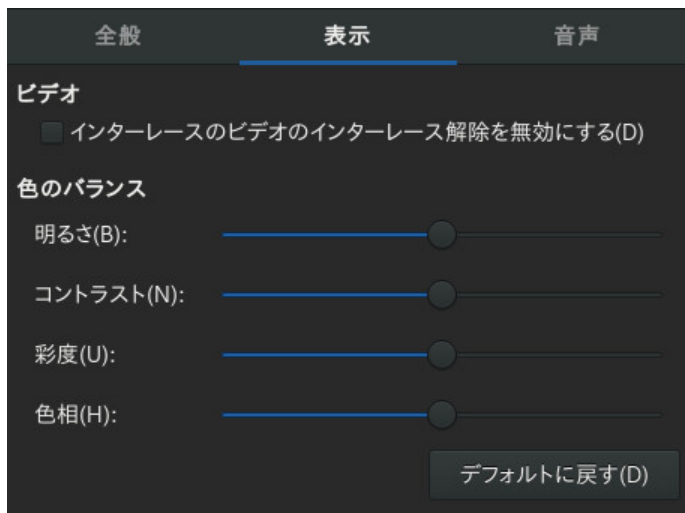 全般 表示 音声
ビデオ
インターレースのビデオのインターレース解除を無効にする(D)
色のバランス
明るさ(B):
コントラスト(N):
彩度(U):
色相(H):
デフォルトに戻す(D)